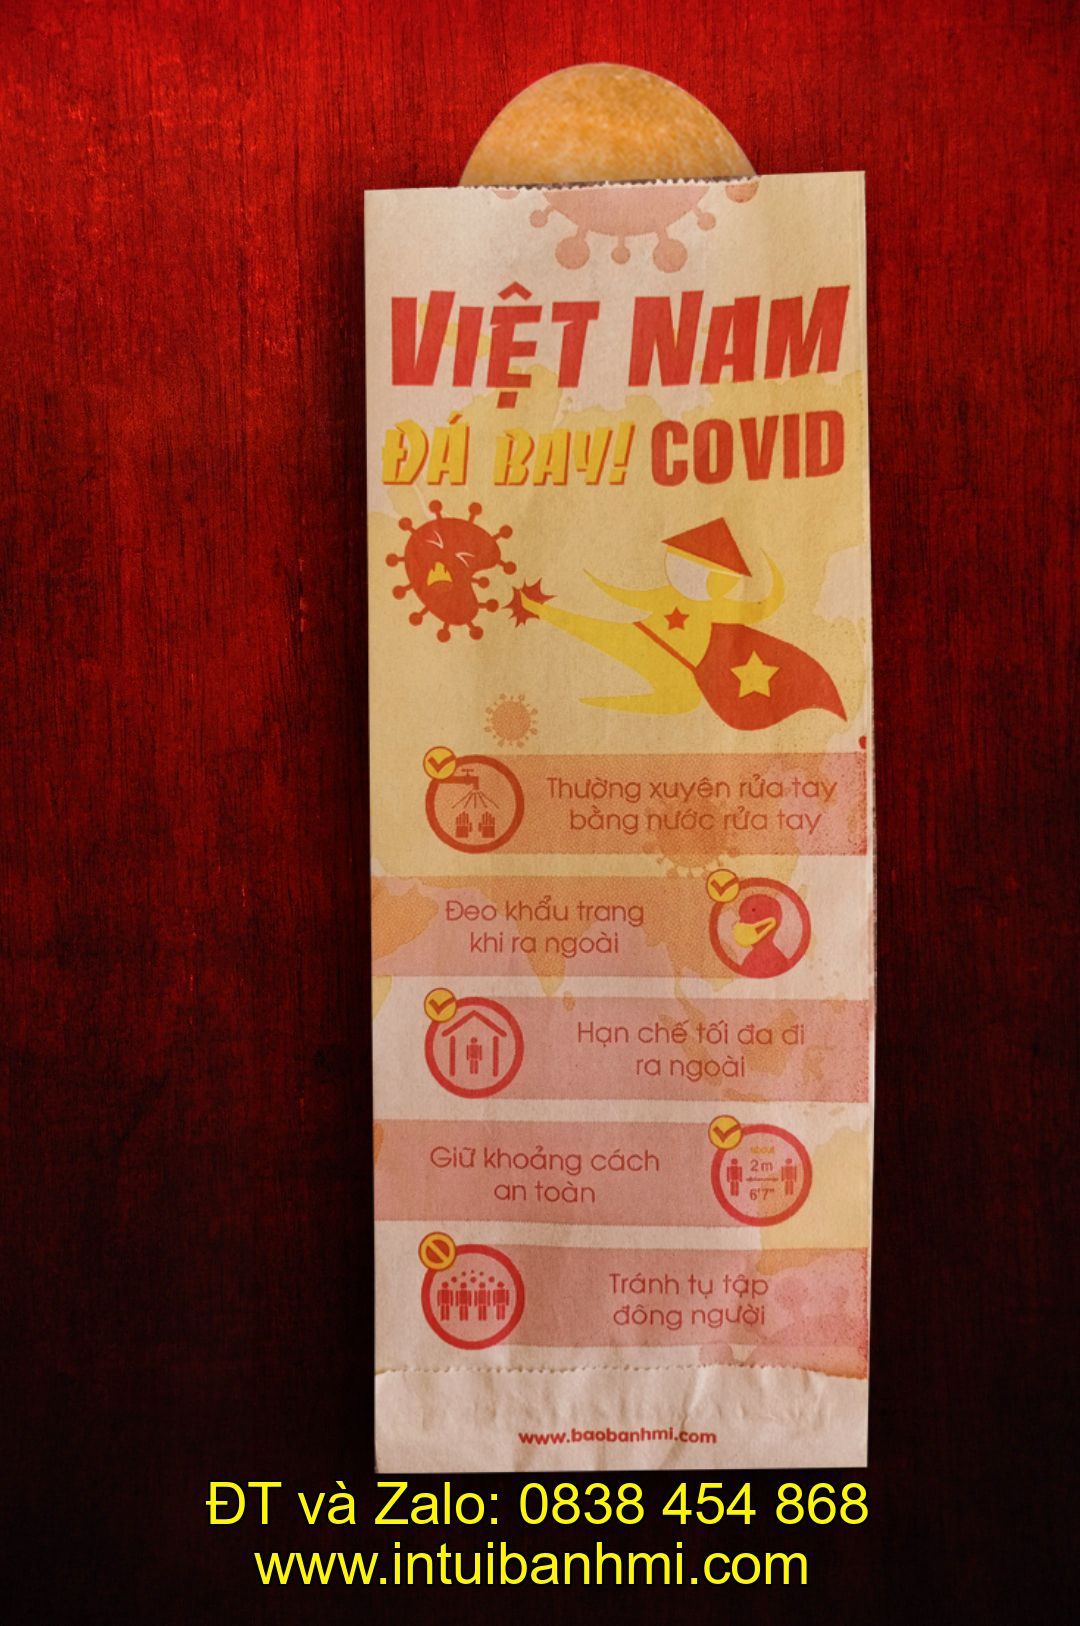 VIỆT NAM
ĐÁ BAY! COVID
Thường xuyên rửa tay
bằng nước rửa tay
Đeo khẩu trang
khi ra ngoài
Hạn chế tối đa đi
ra ngoài
Giữ khoảng cách
an toàn
about
2m
6'7"
Tránh tụ tập
đông người
www.baobanhmi.com
ĐT và Zalo: 0838 454 868
www.intuibanhmi.com